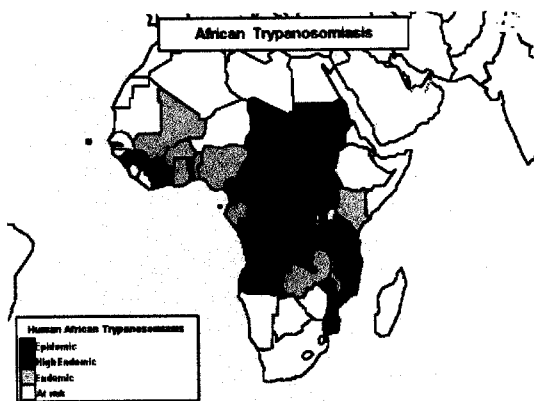 African Trypanosomiasis
Human African Trypanosomiasis
Epidemic
High Endemic
Endemic
At risk